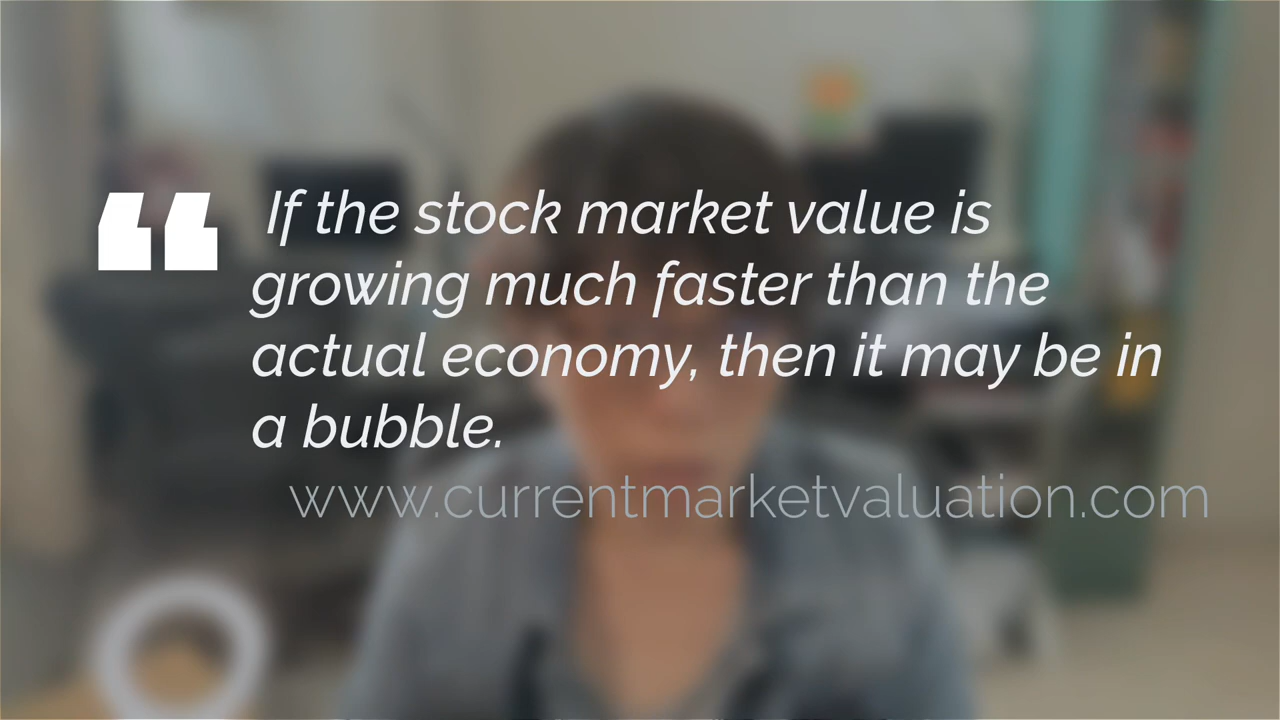 “ If the stock market value is
growing much faster than the
actual economy, then it may be in
a bubble.
www.currentmarketvaluation.com